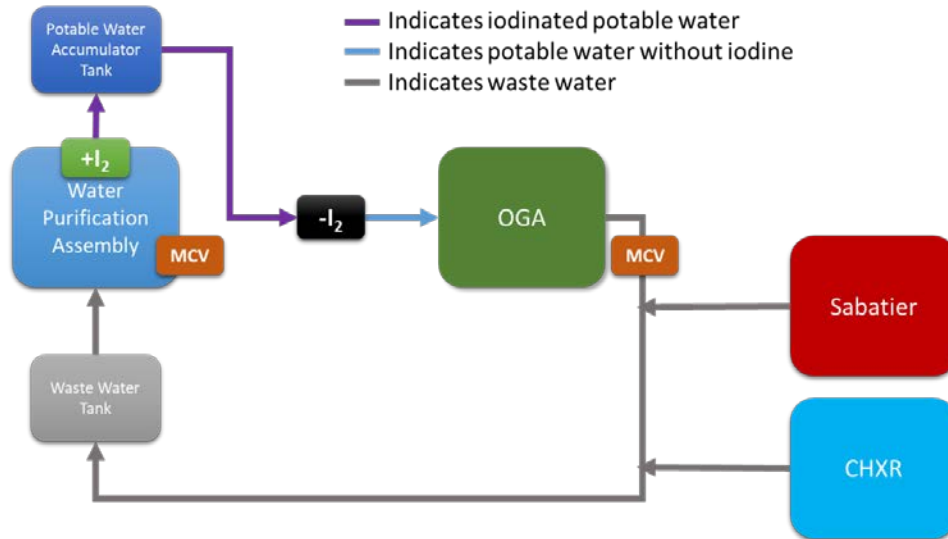 Potable Water
Accumulator
Tank
Indicates iodinated potable water
Indicates potable water without iodine
Indicates waste water
+I₂
Water
Purification
Assembly
MCV
-I₂
OGA
MCV
Sabatier
Waste Water
Tank
CHXR